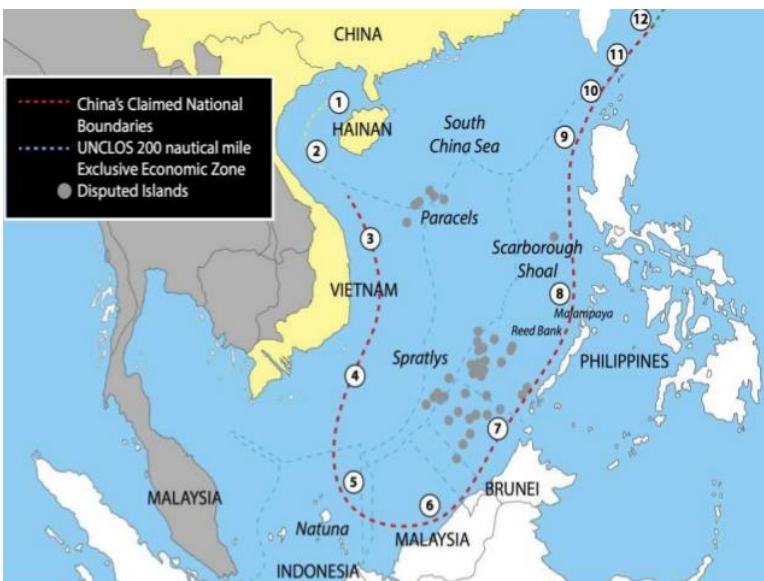 CHINA
12
11
10
China's Claimed National
Boundaries
UNCLOS 200 nautical mile
Exclusive Economic Zone
Disputed Islands
1
HAINAN
2
South
China Sea
9
Paracels
3
Scarborough
Shoal
VIETNAM
8
Malampaya
Reed Bank
Spratlys
PHILIPPINES
4
7
5
6
BRUNEI
MALAYSIA
Natuna
MALAYSIA
INDONESIA